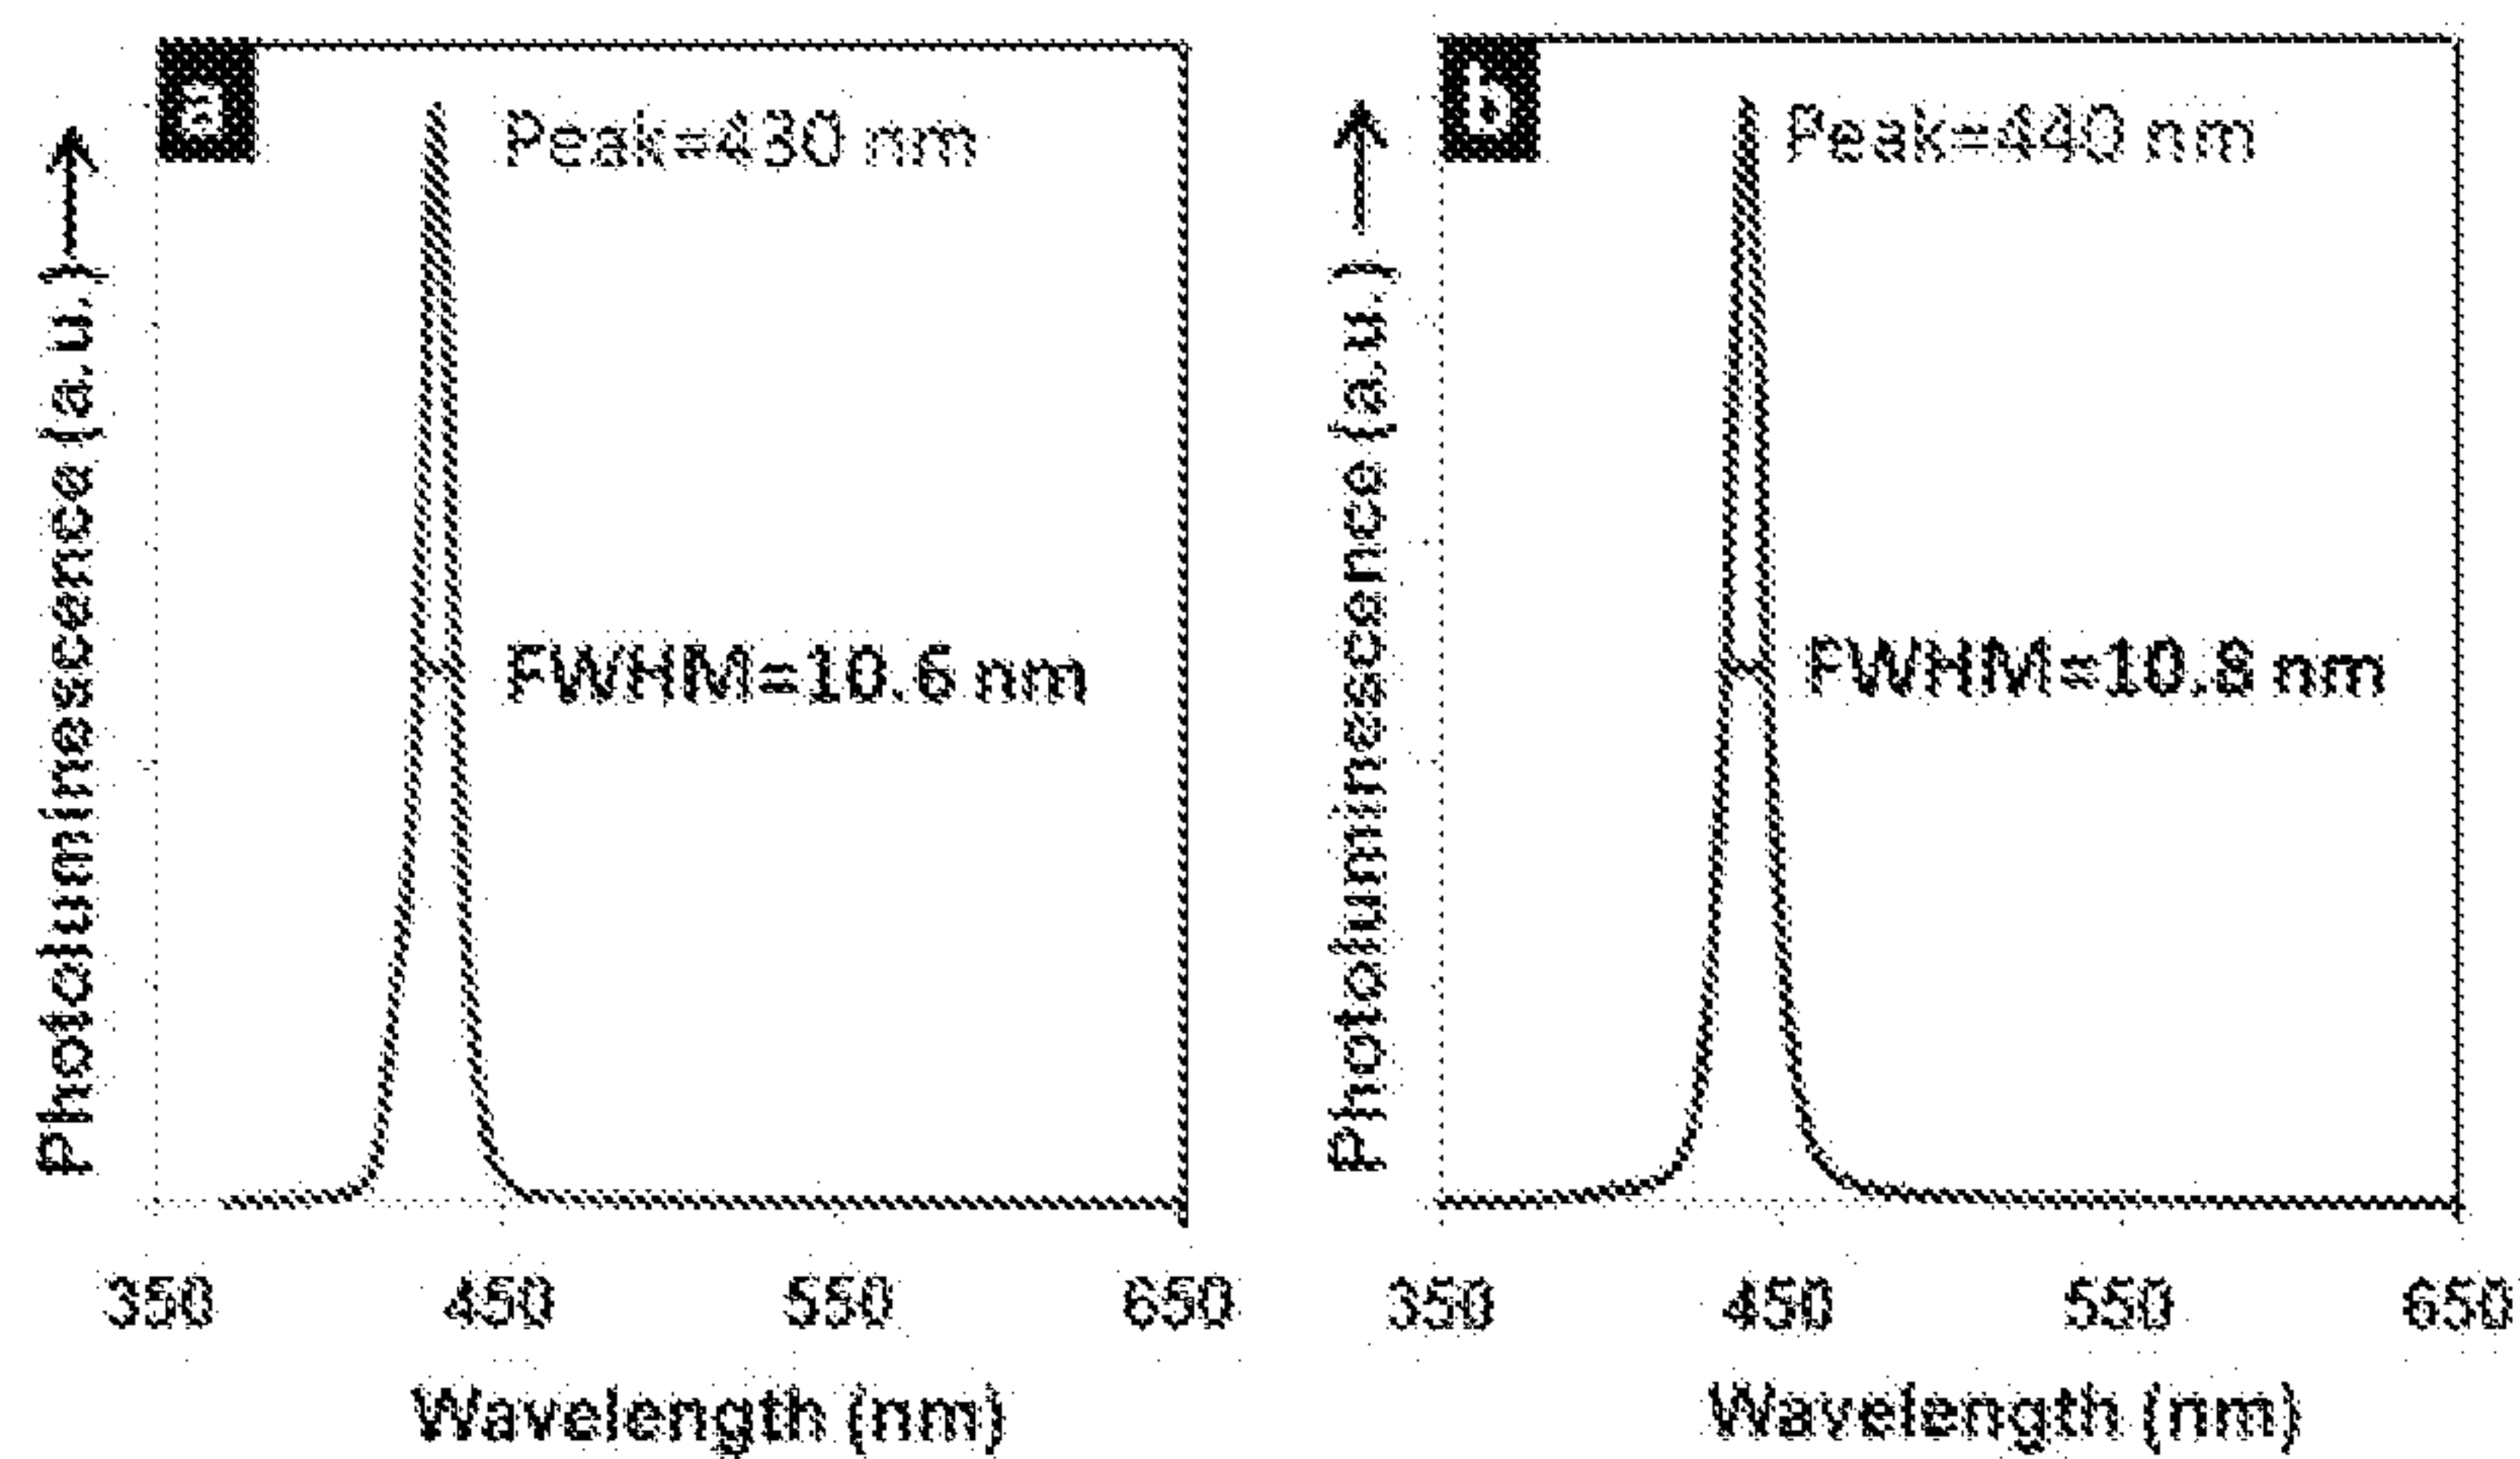 a
Peak=430 nm
FWHM=10.6 nm
Photoluminescence (a.u.)
350 450 550 650
Wavelength (nm)
b
Peak=440 nm
FWHM=10.8 nm
Photoluminescence (a.u.)
350 450 550 650
Wavelength (nm)